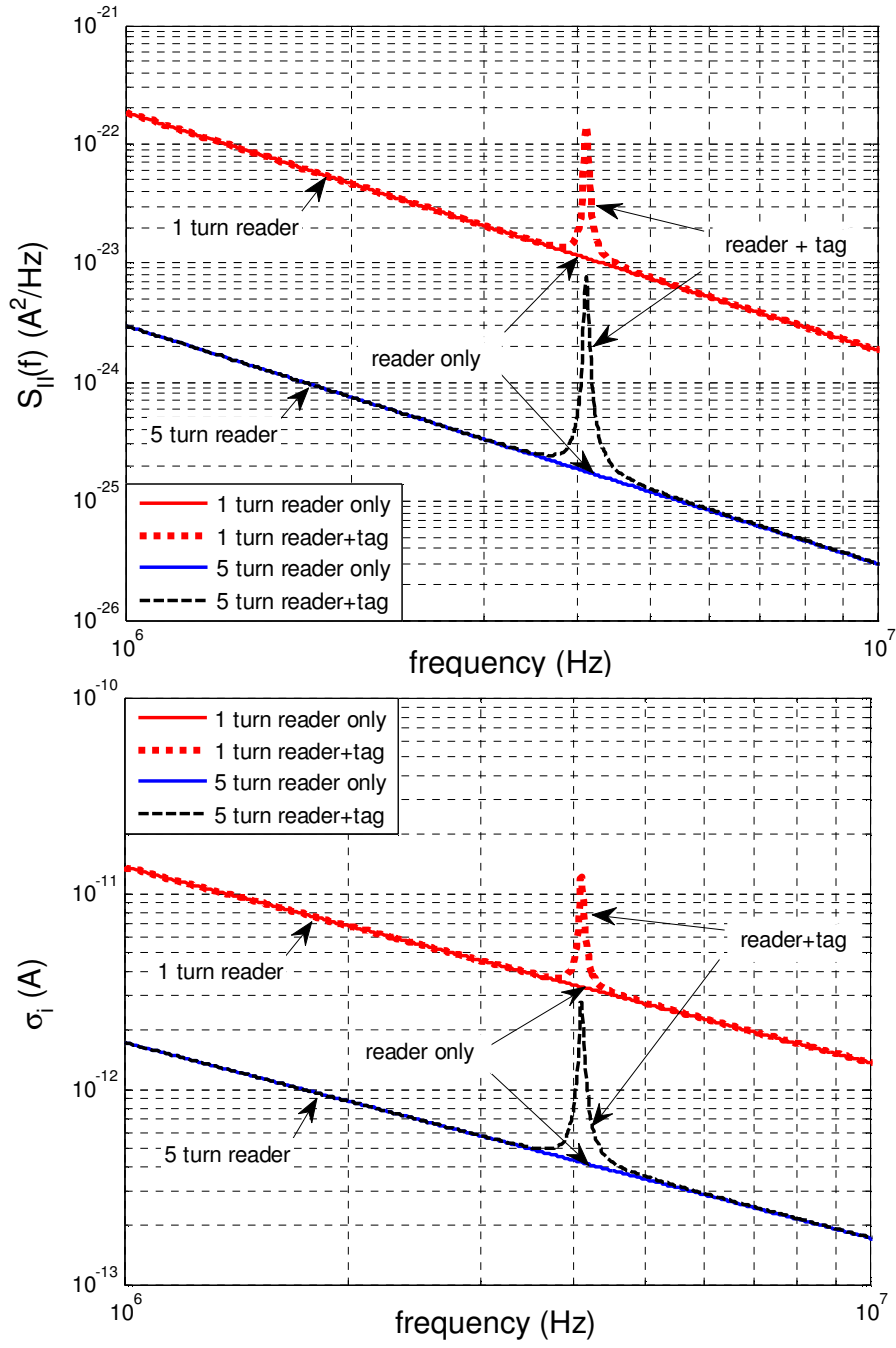 10^-21
10^-22
10^-23
10^-24
10^-25
10^-26
S_II(f) (A^2/Hz)
1 turn reader
reader + tag
reader only
5 turn reader
1 turn reader only
1 turn reader+tag
5 turn reader only
5 turn reader+tag
10^6
10^7
frequency (Hz)
10^-10
10^-11
10^-12
10^-13
σ_i (A)
1 turn reader only
1 turn reader+tag
5 turn reader only
5 turn reader+tag
1 turn reader
reader+tag
reader only
5 turn reader
10^6
10^7
frequency (Hz)